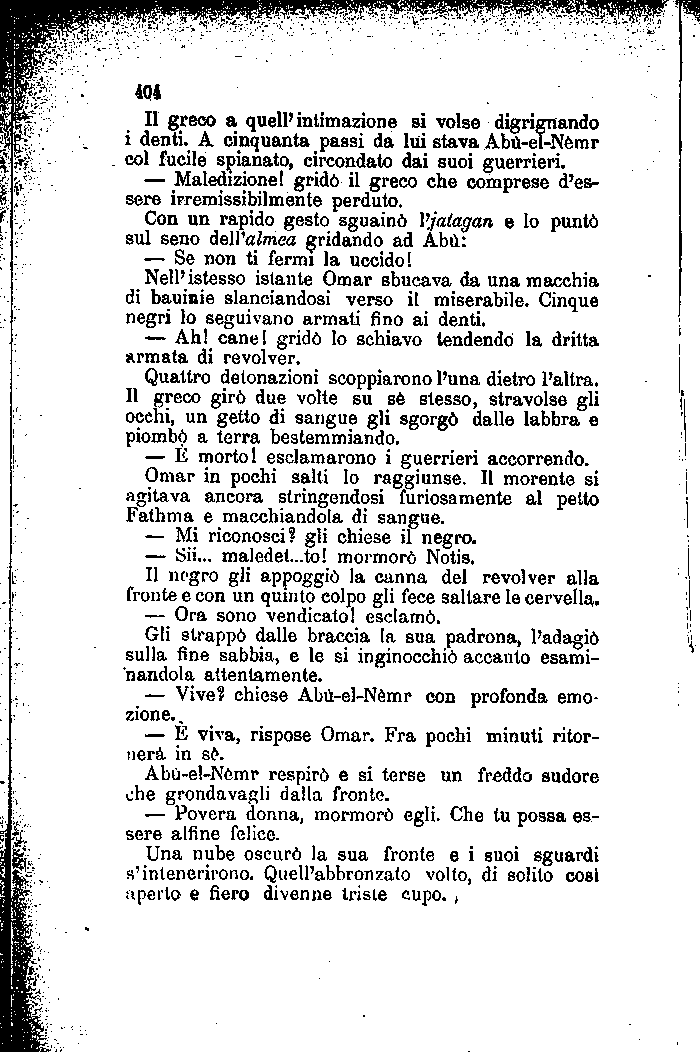 404
Il greco a quell'intimazione si volse digrignando
i denti. A cinquanta passi da lui stava Abù-el-Nèmr
col fucile spianato, circondato dai suoi guerrieri.
— Maledizione! gridò il greco che comprese d'es-
sere irremissibilmente perduto.
Con un rapido gesto sguainò l'jatagan e lo puntò
sul seno dell'almea gridando ad Abù:
— Se non ti fermi la uccido!
Nell'istesso istante Omar sbucava da una macchia
di bauinie slanciandosi verso il miserabile. Cinque
negri lo seguivano armati fino ai denti.
— Ah! cane! gridò lo schiavo tendendo la dritta
armata di revolver.
Quattro detonazioni scoppiarono l'una dietro l'altra.
Il greco girò due volte su sè stesso, stravolse gli
occhi, un getto di sangue gli sgorgò dalle labbra e
piombò a terra bestemmiando.
— È morto! esclamarono i guerrieri accorrendo.
Omar in pochi salti lo raggiunse. Il morente si
agitava ancora stringendosi furiosamente al petto
Fathma e macchiandola di sangue.
— Mi riconosci? gli chiese il negro.
— Sii... maledet...to! mormorò Notis.
Il negro gli appoggiò la canna del revolver alla
fronte e con un quinto colpo gli fece saltare le cervella.
— Ora sono vendicato! esclamò.
Gli strappò dalle braccia la sua padrona, l'adagiò
sulla fine sabbia, e le si inginocchiò accanto esami-
nandola attentamente.
— Vive? chiese Abù-el-Nèmr con profonda emo-
zione.
— È viva, rispose Omar. Fra pochi minuti ritor-
nerà in sè.
Abù-el-Nèmr respirò e si terse un freddo sudore
che grondavagli dalla fronte.
— Povera donna, mormorò egli. Che tu possa es-
sere alfine felice.
Una nube oscurò la sua fronte e i suoi sguardi
s'intenerirono. Quell'abbronzato volto, di solito così
aperto e fiero divenne triste cupo.